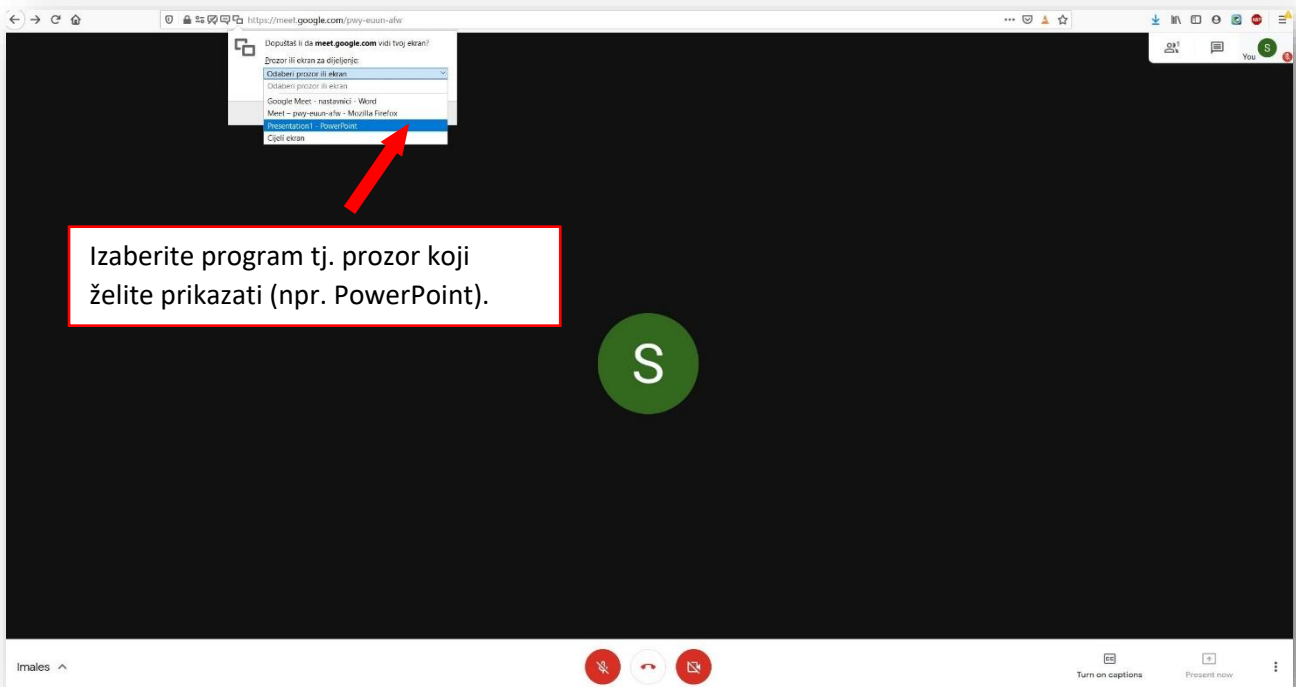 https://meet.google.com/pwy-euun-afw
Dopuštaš li da meet.google.com vidi tvoj ekran?
Prozor ili ekran za dijeljenje:
Odaberi prozor ili ekran
Odaberi prozor ili ekran
Google Meet - nastavnici - Word
Meet – pwy-euun-afw - Mozilla Firefox
Presentation1 - PowerPoint
Cijeli ekran
You
S
Izaberite program tj. prozor koji
želite prikazati (npr. PowerPoint).
S
Imales
Turn on captions
Present now